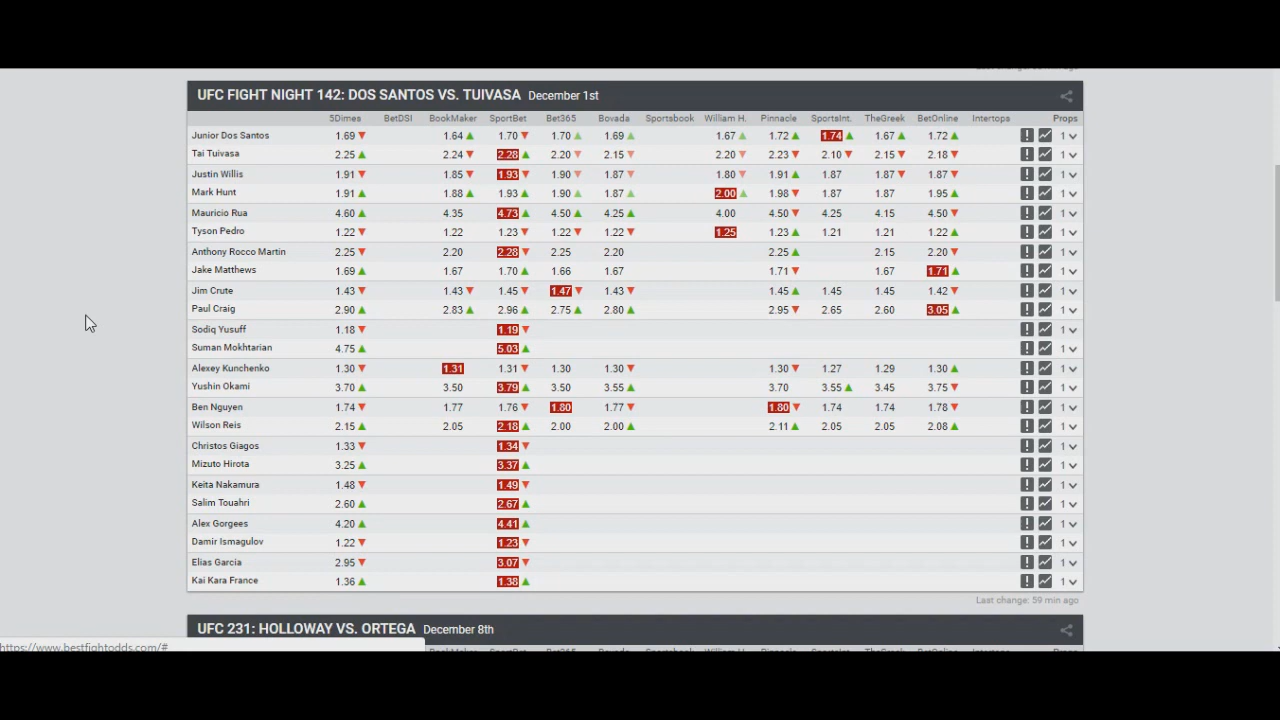 UFC FIGHT NIGHT 142: DOS SANTOS VS. TUIVASA December 1st
5Dimes BetDSI BookMaker SportBet Bet365 Bovada Sportsbook William H. Pinnacle SportsInt. TheGreek BetOnline Intertops Props
Junior Dos Santos 1.69▼ 1.64▲ 1.70▼ 1.70▲ 1.69▲ 1.67▲ 1.72▲ 1.74▲ 1.67▲ 1.72▲ 1
Tai Tuivasa 2.25▲ 2.24▼ 2.28▲ 2.20▼ 2.15▼ 2.20▼ 2.23▼ 2.10▼ 2.15▼ 2.18▼ 1
Justin Willis 1.91▼ 1.85▼ 1.93▼ 1.90▼ 1.87▼ 1.80▼ 1.91▲ 1.87 1.87▼ 1.87▼ 1
Mark Hunt 1.91▲ 1.88▲ 1.93▲ 1.90▲ 1.87▲ 2.00▲ 1.98▼ 1.87 1.87 1.95▲ 1
Mauricio Rua 4.60▲ 4.35 4.73▲ 4.50▲ 4.25▲ 4.00 4.50▼ 4.25 4.15 4.50▼ 1
Tyson Pedro 1.22▼ 1.22 1.23▼ 1.22▼ 1.22▼ 1.25 1.23▲ 1.21 1.21 1.22▲ 1
Anthony Rocco Martin 2.25▼ 2.20 2.28▼ 2.25 2.20 2.25▲ 2.15 2.20▼ 1
Jake Matthews 1.69▲ 1.67 1.70▲ 1.66 1.67 1.71▼ 1.67 1.71▲ 1
Jim Crute 1.43▼ 1.43▼ 1.45▼ 1.47▼ 1.43▼ 1.45▲ 1.45 1.45 1.42▼ 1
Paul Craig 2.90▲ 2.83▲ 2.96▲ 2.75▲ 2.80▲ 2.95▼ 2.65 2.60 3.05▲ 1
Sodiq Yusuff 1.18▼ 1.19▼ 1
Suman Mokhtarian 4.75▲ 5.03▲ 1
Alexey Kunchenko 1.30▼ 1.31 1.31▼ 1.30 1.30▼ 1.30▼ 1.27 1.29 1.30▲ 1
Yushin Okami 3.70▲ 3.50 3.79▲ 3.50 3.55▲ 3.70 3.55▲ 3.45 3.75▼ 1
Ben Nguyen 1.74▼ 1.77 1.76▼ 1.80 1.77▼ 1.80▼ 1.74 1.74 1.78▼ 1
Wilson Reis 2.15▲ 2.05 2.18▲ 2.00 2.00▲ 2.11▲ 2.05 2.05 2.08▲ 1
Christos Giagos 1.33▼ 1.34▼ 1
Mizuto Hirota 3.25▲ 3.37▲ 1
Keita Nakamura 1.48▼ 1.49▼ 1
Salim Touahri 2.60▲ 2.67▲ 1
Alex Gorgees 4.20▲ 4.41▲ 1
Damir Ismagulov 1.22▼ 1.23▼ 1
Elias Garcia 2.95▼ 3.07▼ 1
Kai Kara France 1.36▲ 1.38▲ 1
Last change: 59 min ago
UFC 231: HOLLOWAY VS. ORTEGA December 8th
https://www.bestfightodds.com/#
BookMaker SportBet Bet365 Bovada Sportsbook William H. Pinnacle SportsInt. TheGreek BetOnline Intertops Props